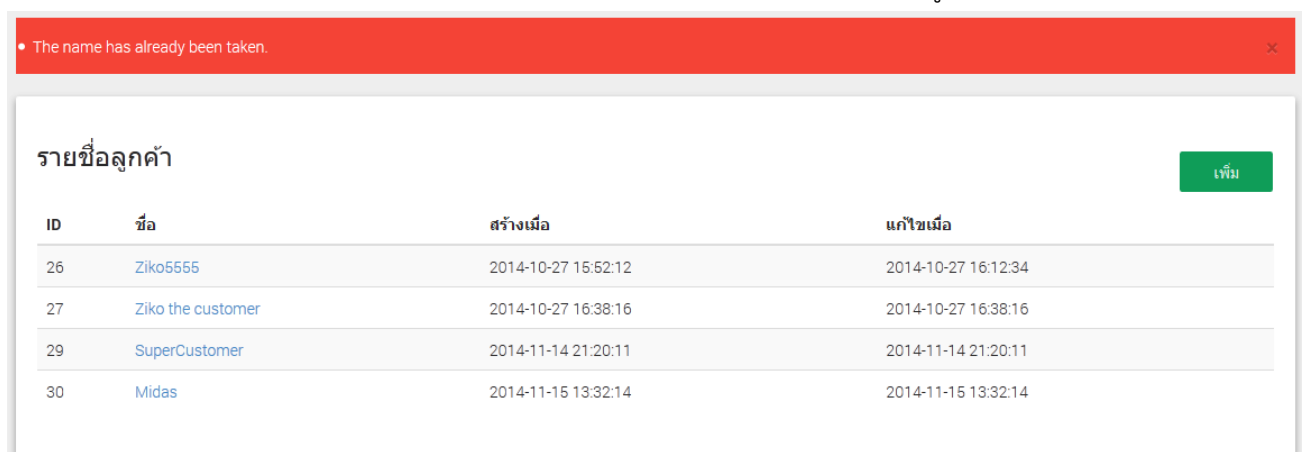 • The name has already been taken. ×
รายชื่อลูกค้า
เพิ่ม
ID ชื่อ สร้างเมื่อ แก้ไขเมื่อ
26 Ziko5555 2014-10-27 15:52:12 2014-10-27 16:12:34
27 Ziko the customer 2014-10-27 16:38:16 2014-10-27 16:38:16
29 SuperCustomer 2014-11-14 21:20:11 2014-11-14 21:20:11
30 Midas 2014-11-15 13:32:14 2014-11-15 13:32:14